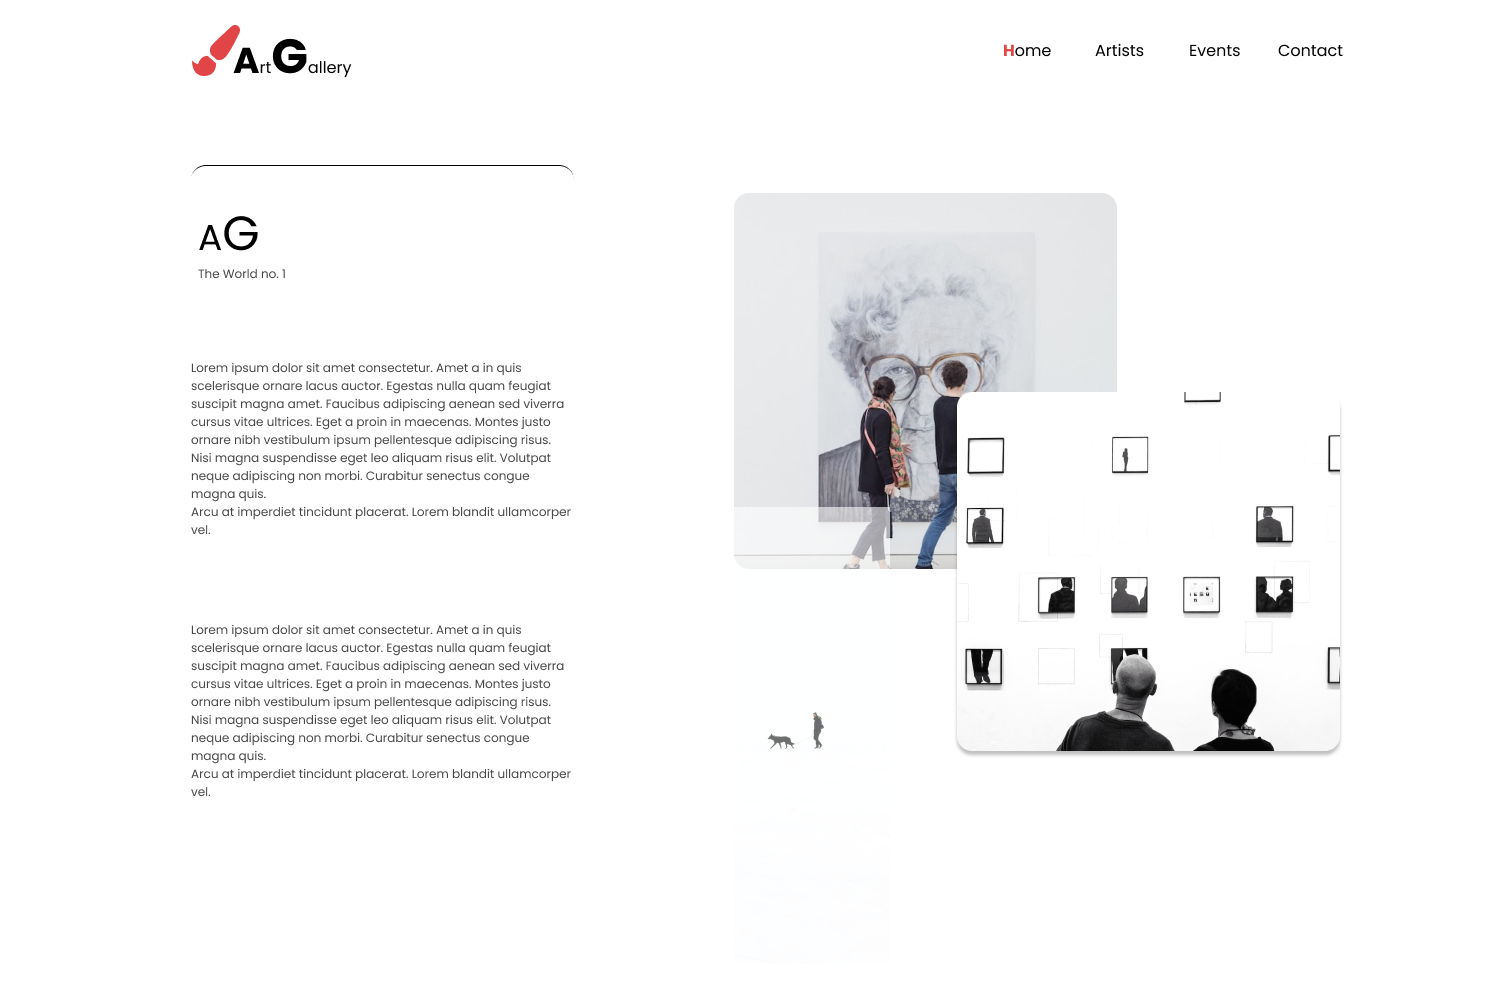 ArtGallery
Home Artists Events Contact
AG
The World no. 1
Lorem ipsum dolor sit amet consectetur. Amet a in quis
scelerisque ornare lacus auctor. Egestas nulla quam feugiat
suscipit magna amet. Faucibus adipiscing aenean sed viverra
cursus vitae ultrices. Eget a proin in maecenas. Montes justo
ornare nibh vestibulum ipsum pellentesque adipiscing risus.
Nisi magna suspendisse eget leo aliquam risus elit. Volutpat
neque adipiscing non morbi. Curabitur senectus congue
magna quis.
Arcu at imperdiet tincidunt placerat. Lorem blandit ullamcorper
vel.
Lorem ipsum dolor sit amet consectetur. Amet a in quis
scelerisque ornare lacus auctor. Egestas nulla quam feugiat
suscipit magna amet. Faucibus adipiscing aenean sed viverra
cursus vitae ultrices. Eget a proin in maecenas. Montes justo
ornare nibh vestibulum ipsum pellentesque adipiscing risus.
Nisi magna suspendisse eget leo aliquam risus elit. Volutpat
neque adipiscing non morbi. Curabitur senectus congue
magna quis.
Arcu at imperdiet tincidunt placerat. Lorem blandit ullamcorper
vel.